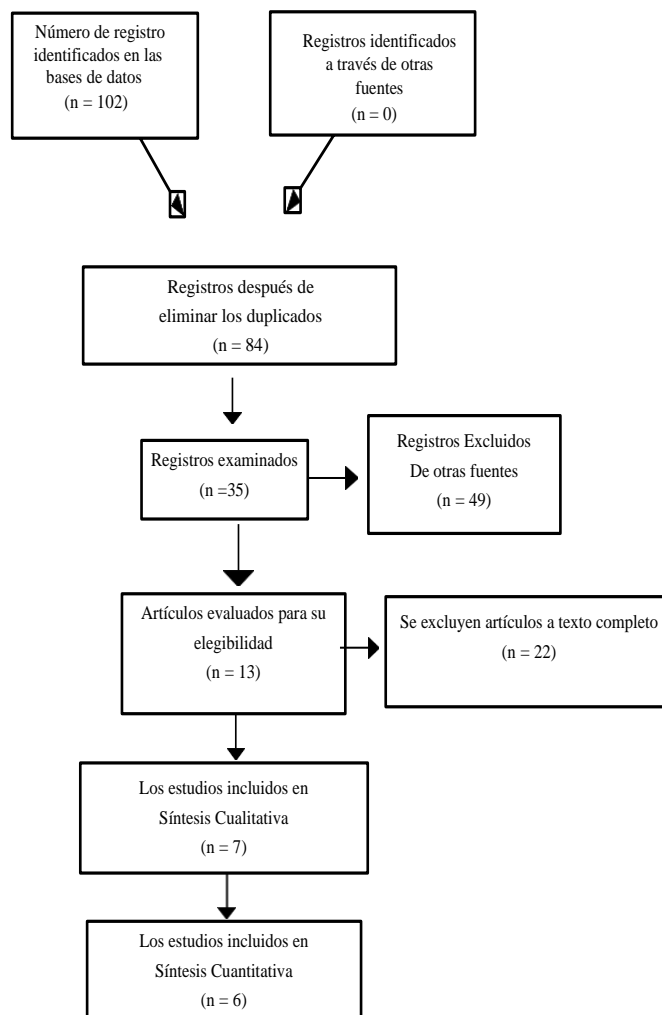 Número de registro
identificados en las
bases de datos
(n = 102)
Registros identificados
a través de otras
fuentes
(n = 0)
Registros después de
eliminar los duplicados
(n = 84)
Registros examinados
(n =35)
Registros Excluidos
De otras fuentes
(n = 49)
Artículos evaluados para su
elegibilidad
(n = 13)
Se excluyen artículos a texto completo
(n = 22)
Los estudios incluidos en
Síntesis Cualitativa
(n = 7)
Los estudios incluidos en
Síntesis Cuantitativa
(n = 6)